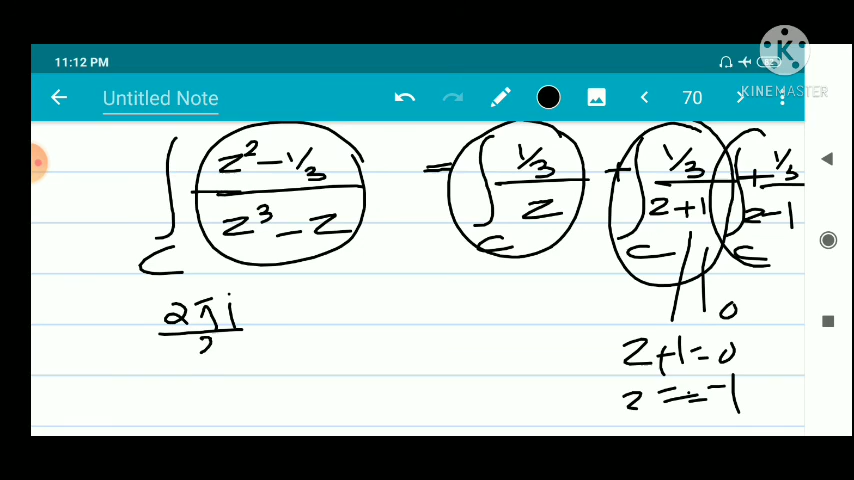 11:12 PM
82
KINEMASTER
Untitled Note
70
∫_C (z² - 1/3)/(z³ - z) = ∫_C (1/3)/z + ∫_C (1/3)/(z+1) + ∫_C (1/3)/(z-1)
0
2πi
z+1=0
z=-1